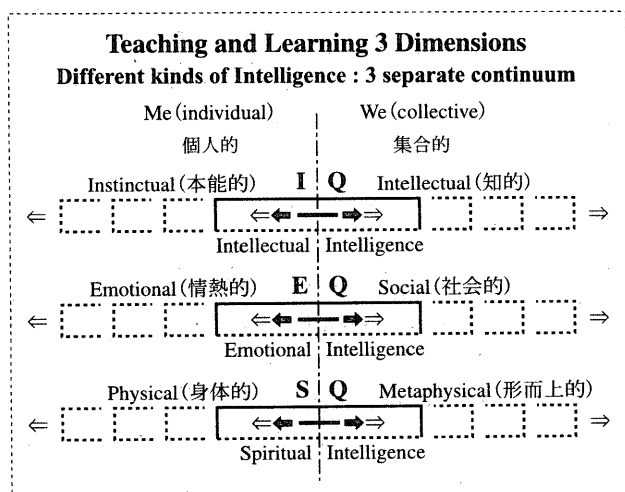 Teaching and Learning 3 Dimensions
Different kinds of Intelligence : 3 separate continuum
Me (individual) We (collective)
個人的 集合的
Instinctual (本能的) I Q Intellectual (知的)
Intellectual Intelligence
Emotional (情熱的) E Q Social (社会的)
Emotional Intelligence
Physical (身体的) S Q Metaphysical (形而上的)
Spiritual Intelligence